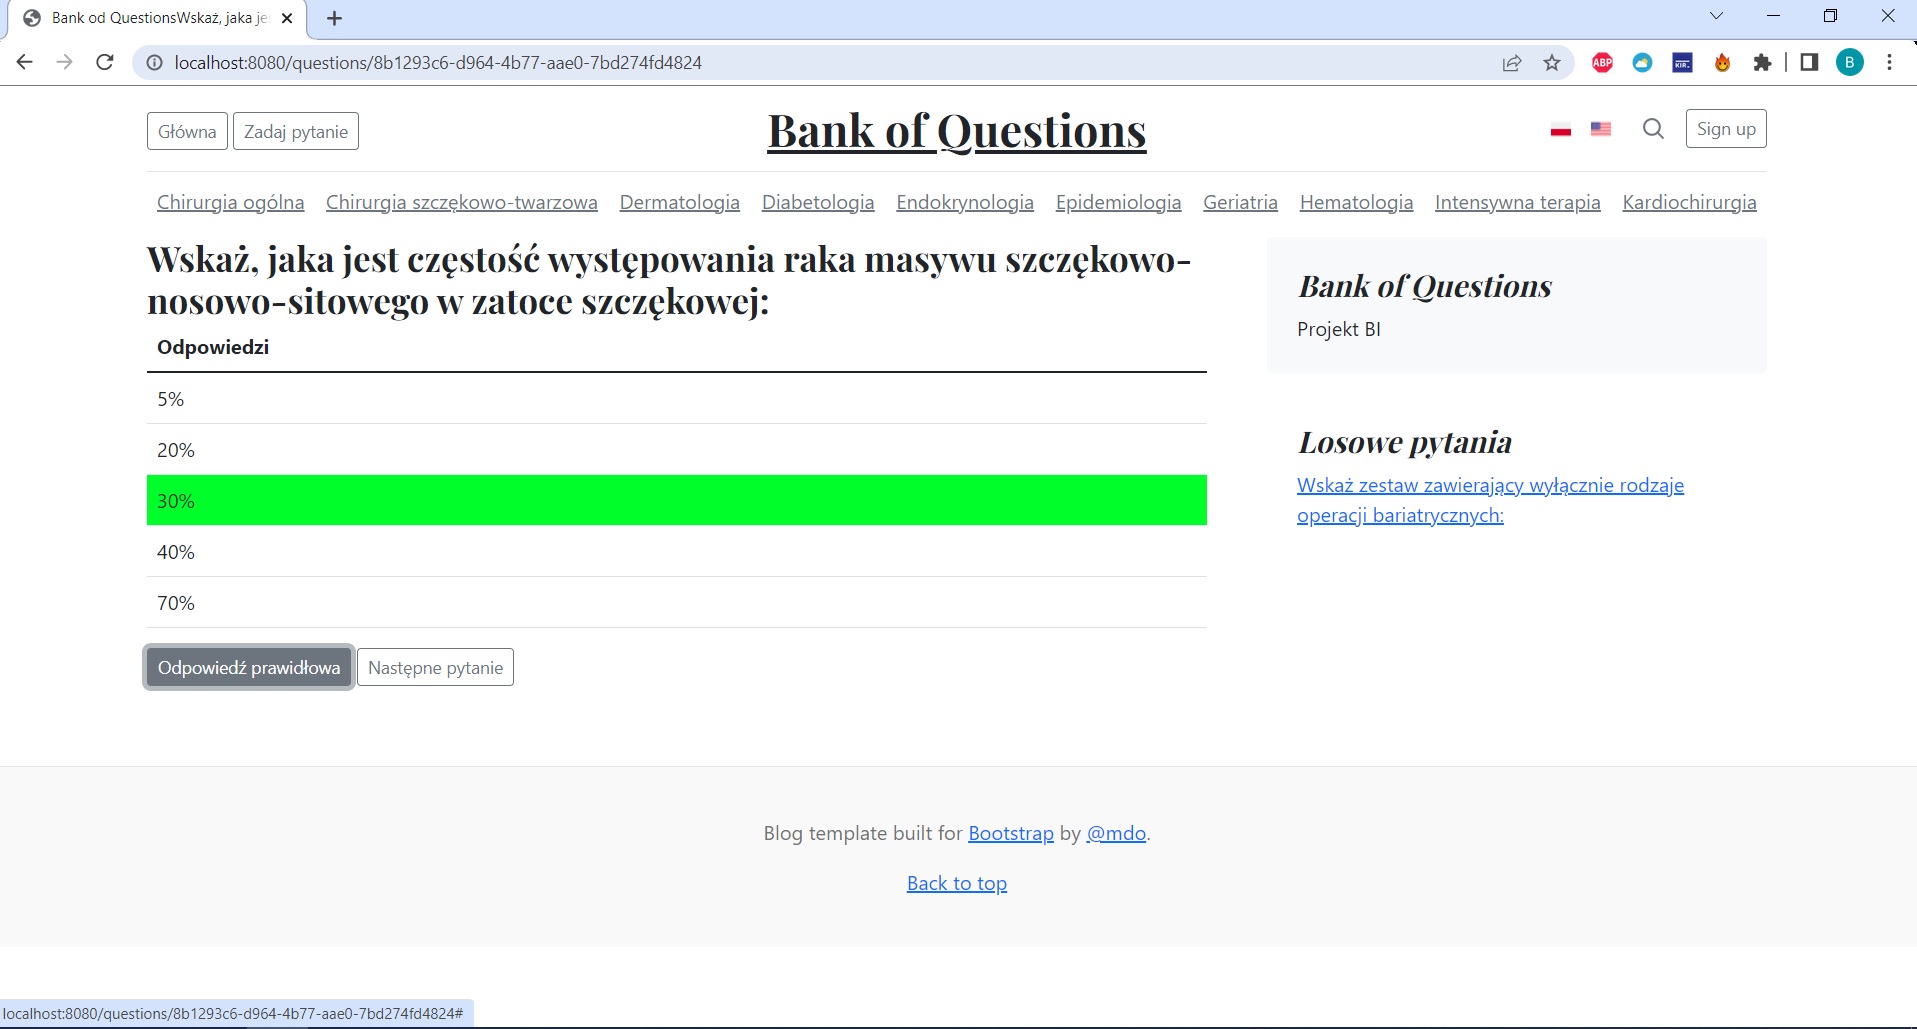 Bank od QuestionsWskaż, jaka je
localhost:8080/questions/8b1293c6-d964-4b77-aae0-7bd274fd4824
ABP
KIR.
B
Główna
Zadaj pytanie
Bank of Questions
Sign up
Chirurgia ogólna
Chirurgia szczękowo-twarzowa
Dermatologia
Diabetologia
Endokrynologia
Epidemiologia
Geriatria
Hematologia
Intensywna terapia
Kardiochirurgia
Wskaż, jaka jest częstość występowania raka masywu szczękowo-
nosowo-sitowego w zatoce szczękowej:
Odpowiedzi
5%
20%
30%
40%
70%
Odpowiedź prawidłowa
Następne pytanie
Bank of Questions
Projekt BI
Losowe pytania
Wskaż zestaw zawierający wyłącznie rodzaje
operacji bariatrycznych:
Blog template built for Bootstrap by @mdo.
Back to top
localhost:8080/questions/8b1293c6-d964-4b77-aae0-7bd274fd4824#